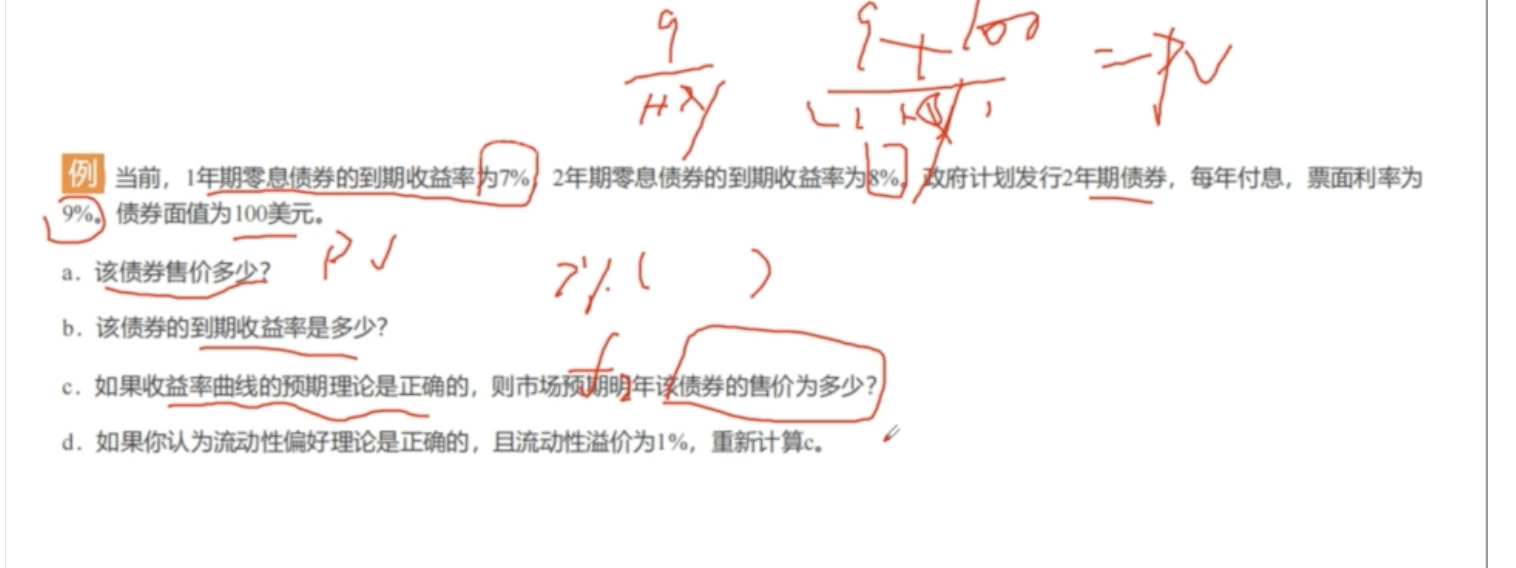 9 9+100 = PV
1+
例 当前，1年期零息债券的到期收益率为7%，2年期零息债券的到期收益率为8%。政府计划发行2年期债券，每年付息，票面利率为
9%。债券面值为100美元。
a. 该债券售价多少？ PV 7% ( )
b. 该债券的到期收益率是多少？
c. 如果收益率曲线的预期理论是正确的，则市场预期明年该债券的售价为多少？ f2
d. 如果你认为流动性偏好理论是正确的，且流动性溢价为1%，重新计算c。